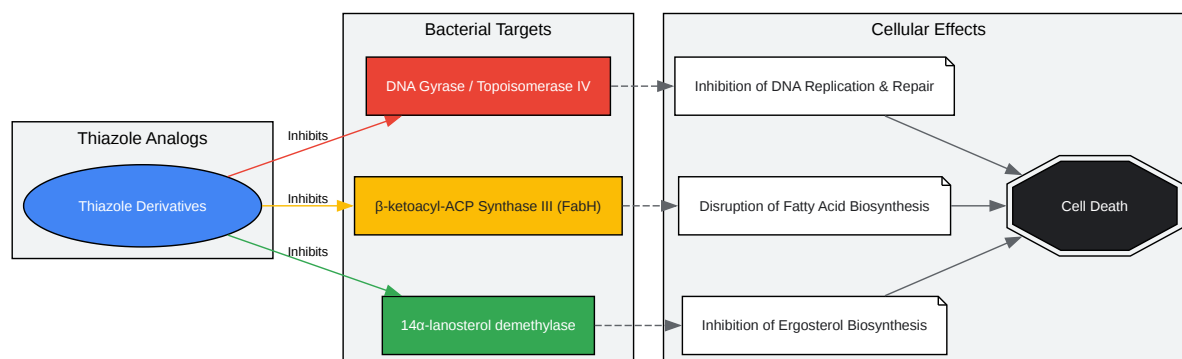 Thiazole Analogs
Thiazole Derivatives
Inhibits
Inhibits
Inhibits
Bacterial Targets
DNA Gyrase / Topoisomerase IV
β-ketoacyl-ACP Synthase III (FabH)
14α-lanosterol demethylase
Cellular Effects
Inhibition of DNA Replication & Repair
Disruption of Fatty Acid Biosynthesis
Inhibition of Ergosterol Biosynthesis
Cell Death